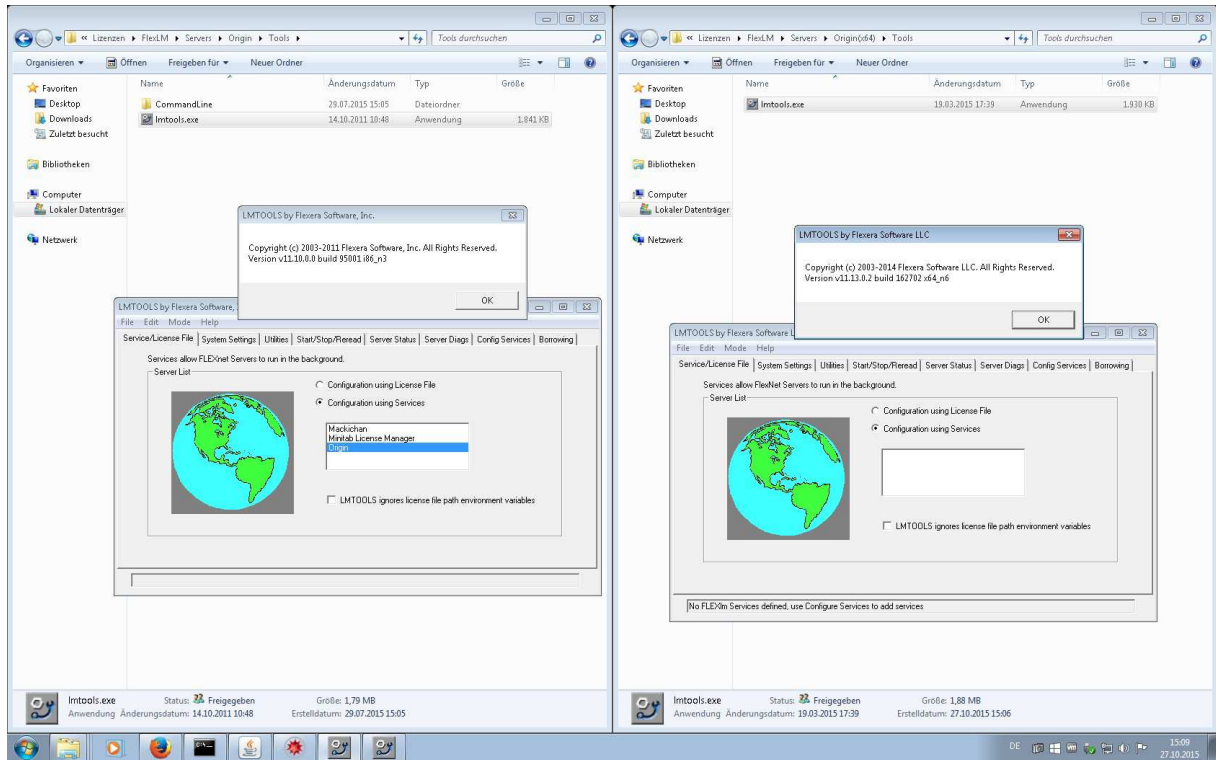 « Lizenzen ▸ FlexLM ▸ Servers ▸ Origin ▸ Tools ▸
Tools durchsuchen
Organisieren ▾ Öffnen Freigeben für ▾ Neuer Ordner
Name Änderungsdatum Typ Größe
Favoriten
Desktop
Downloads
Zuletzt besucht
Bibliotheken
Computer
Lokaler Datenträger
Netzwerk
CommandLine 29.07.2015 15:05 Dateiordner
lmtools.exe 14.10.2011 10:48 Anwendung 1.841 KB
LMTOOLS by Flexera Software, Inc.
Copyright (c) 2003-2011 Flexera Software, Inc. All Rights Reserved.
Version v11.10.0.0 build 95001 i86_n3
OK
LMTOOLS by Flexera Software,
File Edit Mode Help
Service/License File System Settings Utilities Start/Stop/Reread Server Status Server Diags Config Services Borrowing
Services allow FLEXnet Servers to run in the background.
Server List
Configuration using License File
Configuration using Services
Mackichan
Minitab License Manager
Origin
LMTOOLS ignores license file path environment variables
lmtools.exe Status: Freigegeben Größe: 1,79 MB
Anwendung Änderungsdatum: 14.10.2011 10:48 Erstelldatum: 29.07.2015 15:05
« Lizenzen ▸ FlexLM ▸ Servers ▸ Origin(x64) ▸ Tools
Tools durchsuchen
Organisieren ▾ Öffnen Freigeben für ▾ Neuer Ordner
Name Änderungsdatum Typ Größe
Favoriten
Desktop
Downloads
Zuletzt besucht
Bibliotheken
Computer
Lokaler Datenträger
Netzwerk
lmtools.exe 19.03.2015 17:39 Anwendung 1.930 KB
LMTOOLS by Flexera Software LLC
Copyright (c) 2003-2014 Flexera Software LLC. All Rights Reserved.
Version v11.13.0.2 build 162702 x64_n6
OK
LMTOOLS by Flexera Software L
File Edit Mode Help
Service/License File System Settings Utilities Start/Stop/Reread Server Status Server Diags Config Services Borrowing
Services allow FlexNet Servers to run in the background.
Server List
Configuration using License File
Configuration using Services
LMTOOLS ignores license file path environment variables
No FLEXlm Services defined, use Configure Services to add services
lmtools.exe Status: Freigegeben Größe: 1,88 MB
Anwendung Änderungsdatum: 19.03.2015 17:39 Erstelldatum: 27.10.2015 15:06
DE
15:09
27.10.2015